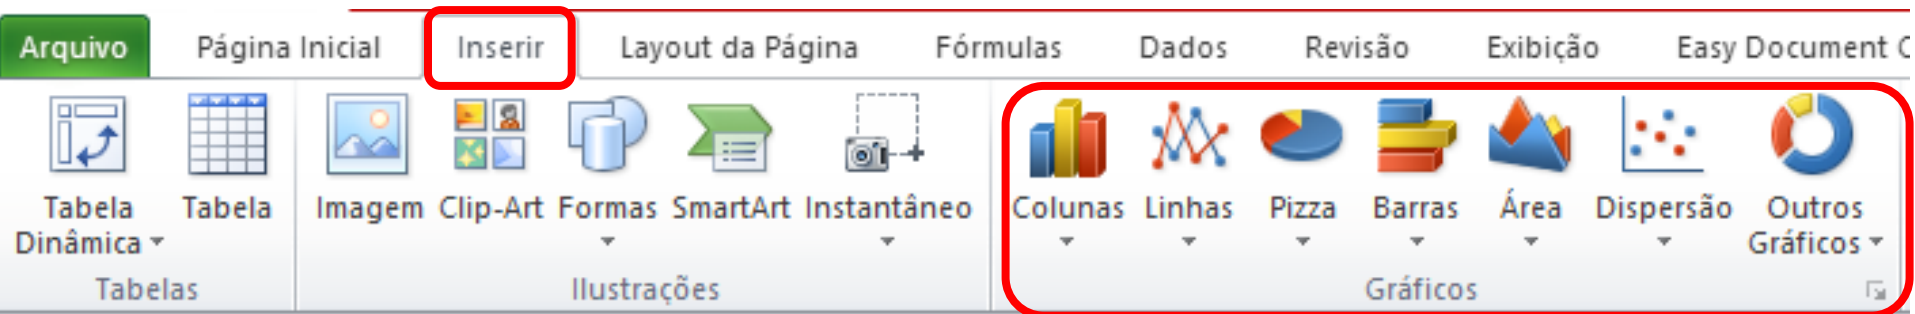 Arquivo Página Inicial Inserir Layout da Página Fórmulas Dados Revisão Exibição Easy Document
Tabela Dinâmica
Tabela
Imagem
Clip-Art
Formas
SmartArt
Instantâneo
Colunas
Linhas
Pizza
Barras
Área
Dispersão
Outros
Gráficos
Tabelas
Ilustrações
Gráficos